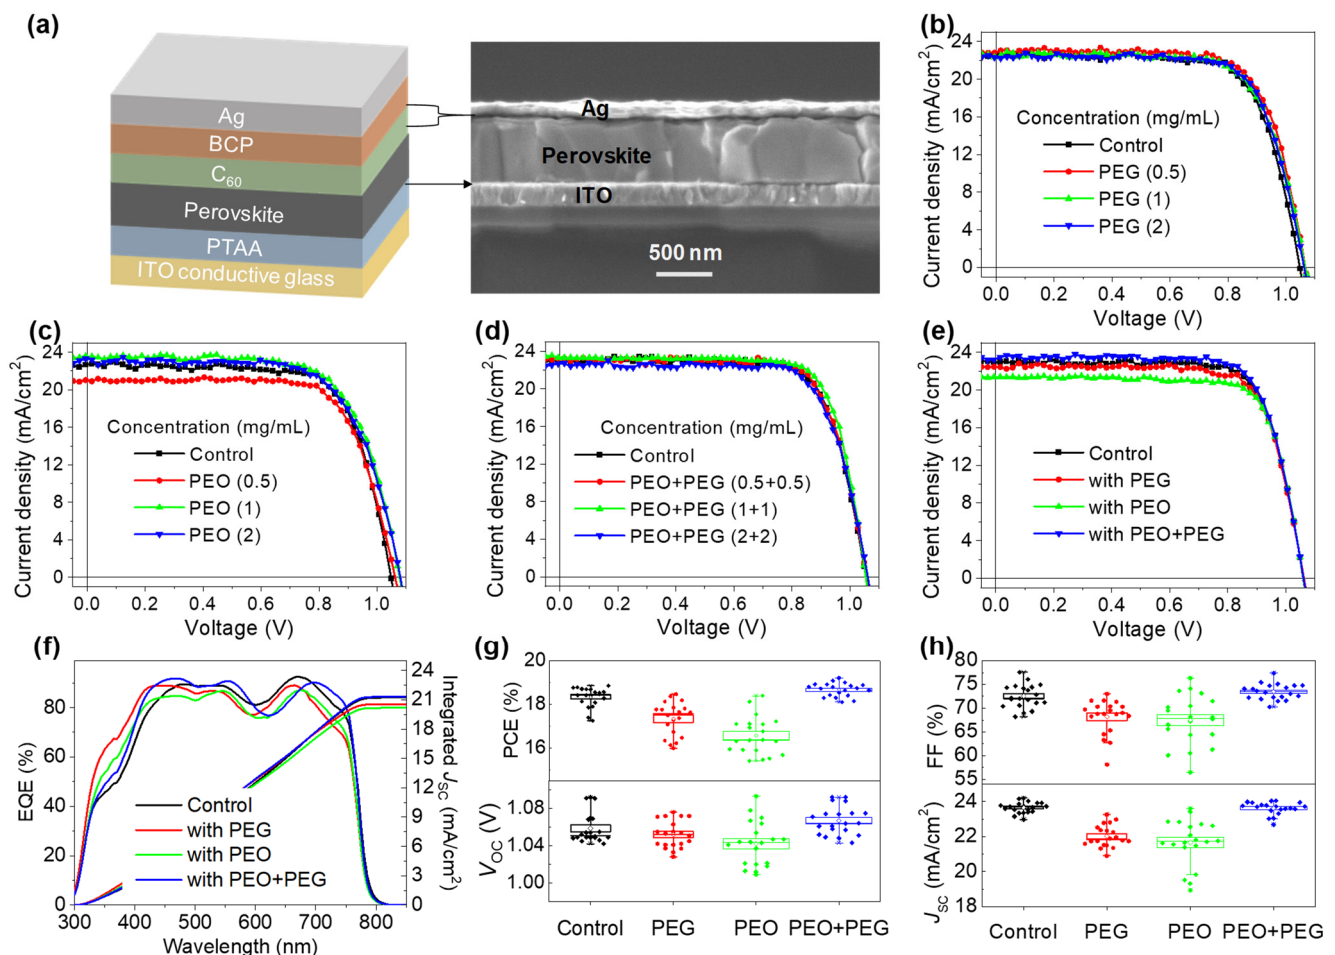 (a)
Ag
BCP
C60
Perovskite
PTAA
ITO conductive glass
Ag
Perovskite
ITO
500 nm
(b)
Current density (mA/cm²)
24
20
16
12
8
4
0
Concentration (mg/mL)
Control
PEG (0.5)
PEG (1)
PEG (2)
0.0 0.2 0.4 0.6 0.8 1.0
Voltage (V)
(c)
Current density (mA/cm²)
24
20
16
12
8
4
0
Concentration (mg/mL)
Control
PEO (0.5)
PEO (1)
PEO (2)
0.0 0.2 0.4 0.6 0.8 1.0
Voltage (V)
(d)
Current density (mA/cm²)
24
20
16
12
8
4
0
Concentration (mg/mL)
Control
PEO+PEG (0.5+0.5)
PEO+PEG (1+1)
PEO+PEG (2+2)
0.0 0.2 0.4 0.6 0.8 1.0
Voltage (V)
(e)
Current density (mA/cm²)
24
20
16
12
8
4
0
Control
with PEG
with PEO
with PEO+PEG
0.0 0.2 0.4 0.6 0.8 1.0
Voltage (V)
(f)
EQE (%)
80
60
40
20
0
Control
with PEG
with PEO
with PEO+PEG
24
21
18
15
12
9
6
3
0
Integrated JSC (mA/cm²)
300 400 500 600 700 800
Wavelength (nm)
(g)
PCE (%)
20
18
16
VOC (V)
1.08
1.04
1.00
Control PEG PEO PEO+PEG
(h)
FF (%)
80
75
70
65
60
55
JSC (mA/cm²)
24
22
20
18
Control PEG PEO PEO+PEG